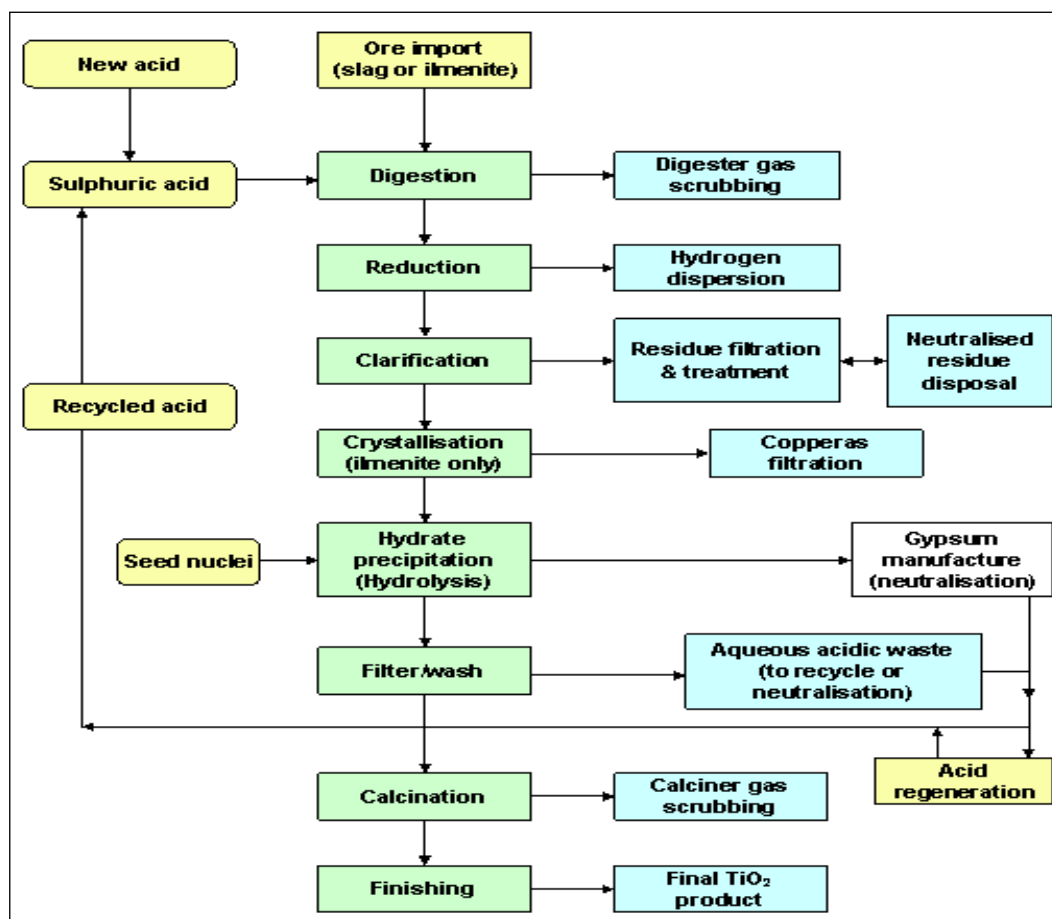 New acid
Ore import
(slag or ilmenite)
Sulphuric acid
Digestion
Digester gas
scrubbing
Reduction
Hydrogen
dispersion
Clarification
Residue filtration
& treatment
Neutralised
residue
disposal
Recycled acid
Crystallisation
(ilmenite only)
Copperas
filtration
Seed nuclei
Hydrate
precipitation
(Hydrolysis)
Gypsum
manufacture
(neutralisation)
Filter/wash
Aqueous acidic waste
(to recycle or
neutralisation)
Acid
regeneration
Calcination
Calciner gas
scrubbing
Finishing
Final TiO₂
product